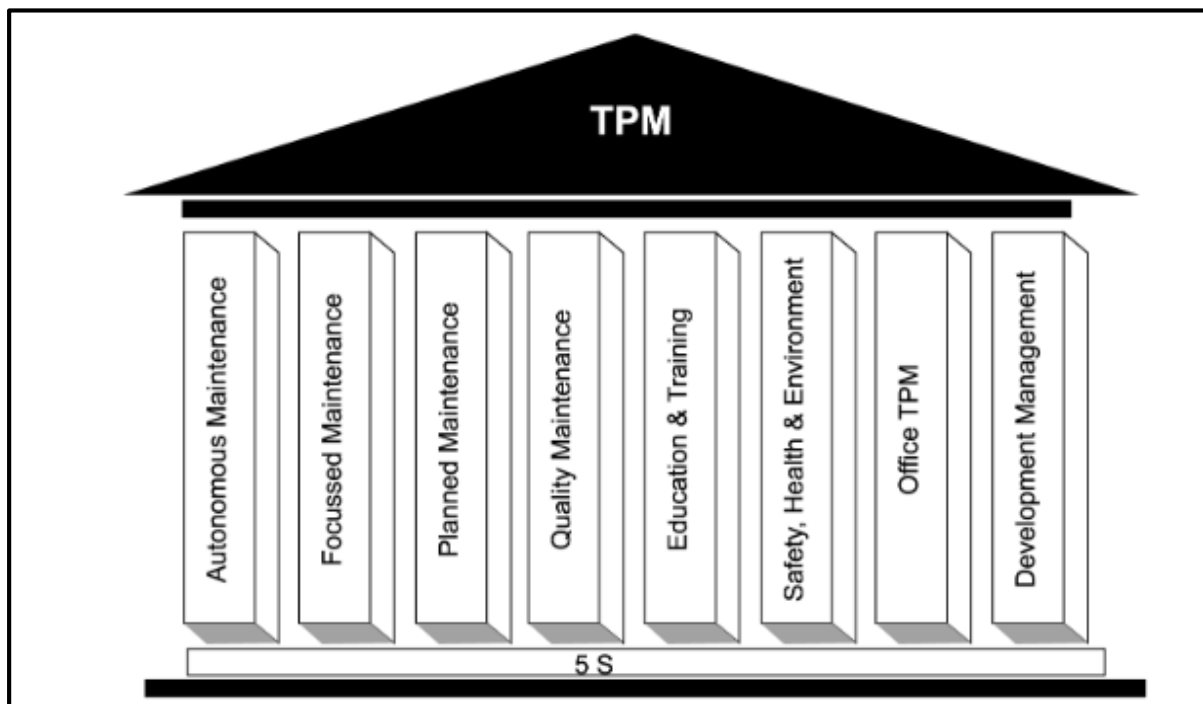 TPM
Autonomous Maintenance
Focussed Maintenance
Planned Maintenance
Quality Maintenance
Education & Training
Safety, Health & Environment
Office TPM
Development Management
5 S